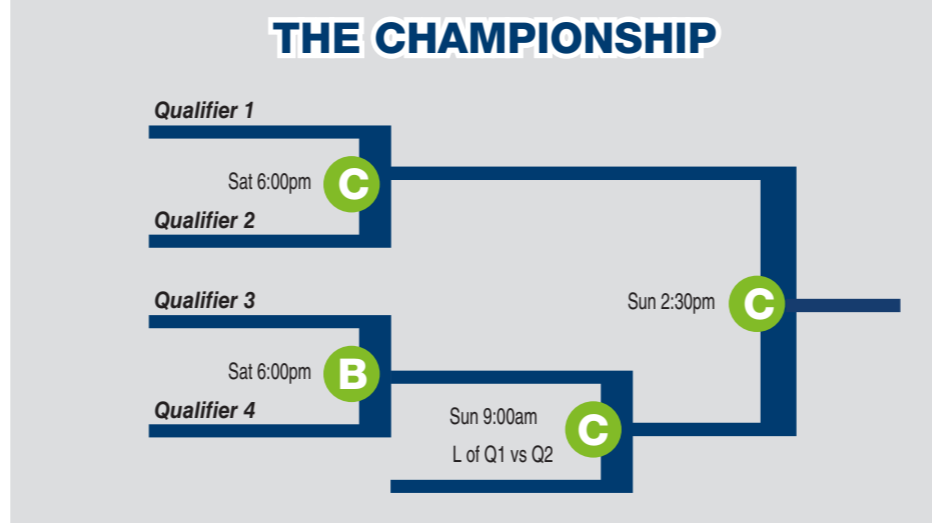 THE CHAMPIONSHIP
Qualifier 1
Sat 6:00pm C
Qualifier 2
Qualifier 3
Sat 6:00pm B
Qualifier 4
Sun 9:00am C
L of Q1 vs Q2
Sun 2:30pm C